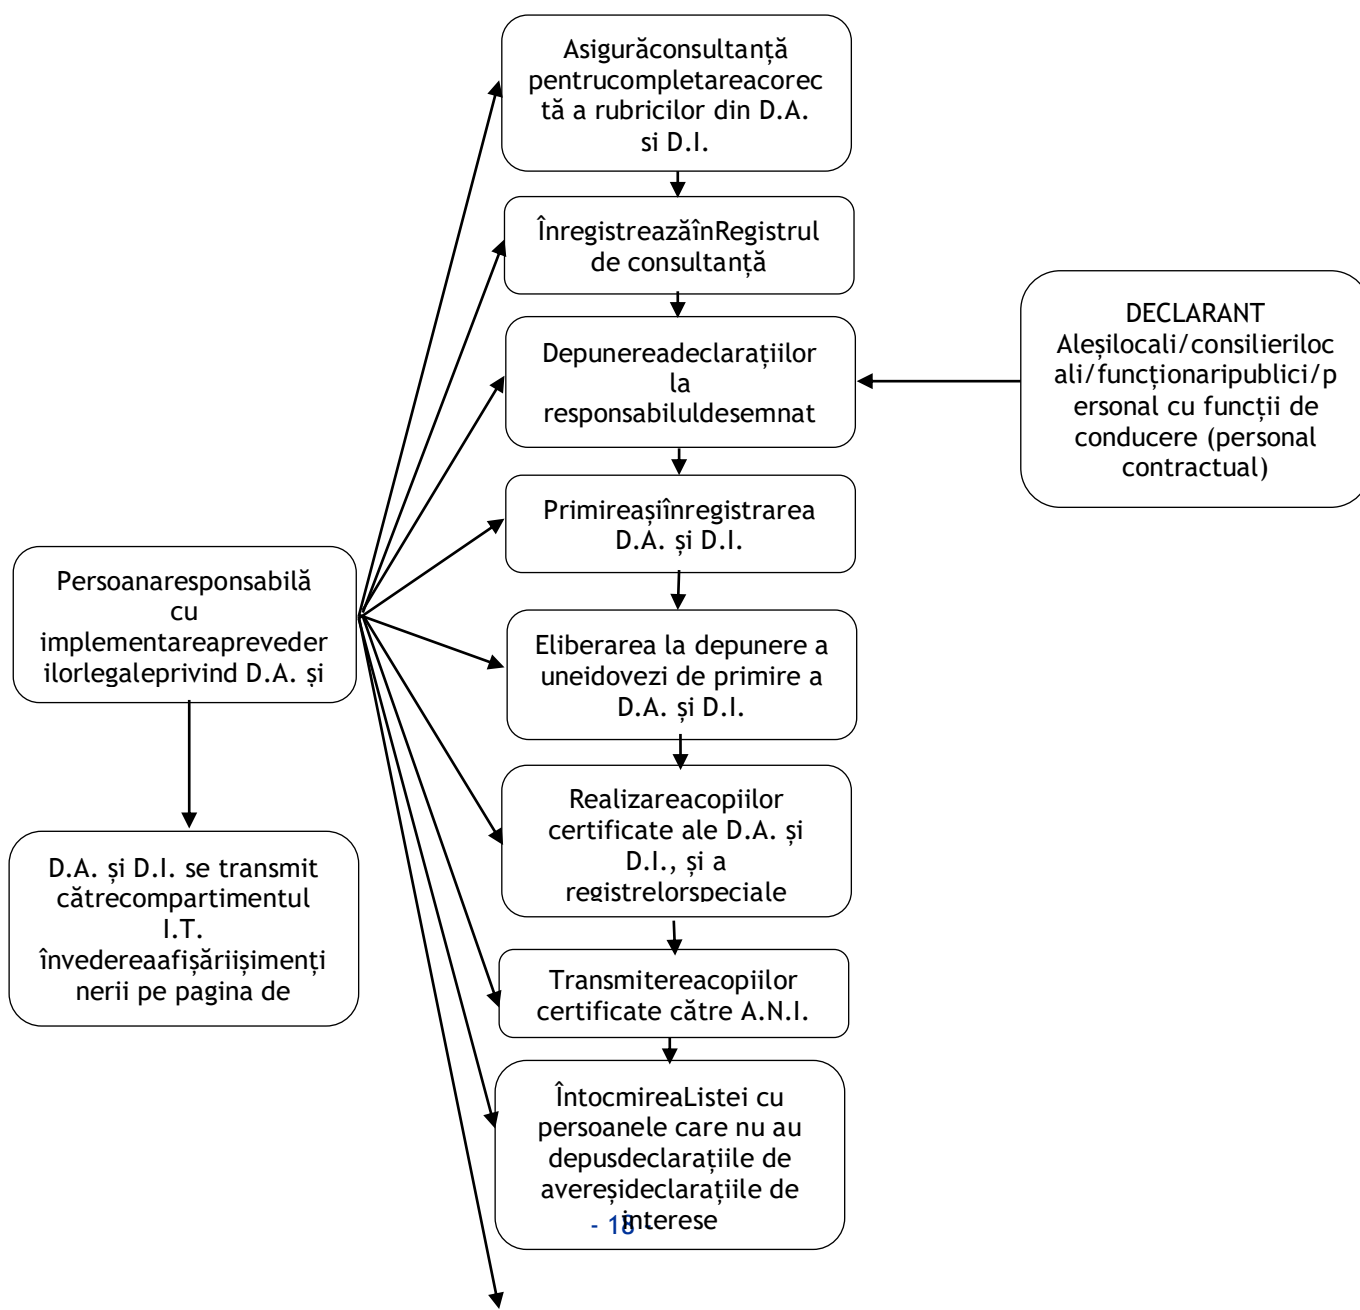 Asigurăconsultanță
pentrucompletareacorec
tă a rubricilor din D.A.
si D.I.
ÎnregistreazăînRegistrul
de consultanță
Depunereadeclarațiilor
la
responsabiluldesemnat
DECLARANT
Aleșilocali/consilieriloc
ali/funcționaripublici/p
ersonal cu funcții de
conducere (personal
contractual)
Primireașiînregistrarea
D.A. și D.I.
Persoanaresponsabilă
cu
implementareapreveder
ilorlegaleprivind D.A. și
Eliberarea la depunere a
uneidovezi de primire a
D.A. și D.I.
Realizareacopiilor
certificate ale D.A. și
D.I., și a
registrelorspeciale
D.A. și D.I. se transmit
cătrecompartimentul
I.T.
învedereaafișăriișimenți
nerii pe pagina de
Transmitereacopiilor
certificate către A.N.I.
ÎntocmireaListei cu
persoanele care nu au
depusdeclarațiile de
avereșideclarațiile de
interese
- 18 -